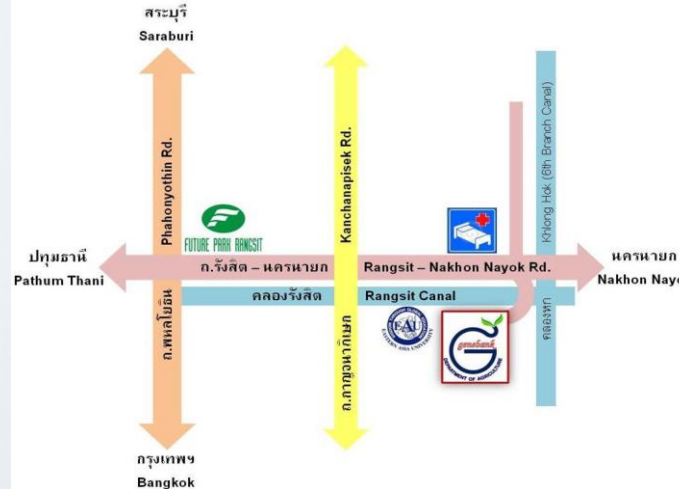 สระบุรี
Saraburi
Phahonyothin Rd.
Kanchanapisek Rd.
Khlong Hok (6th Branch Canal)
FUTURE PARK RANGSIT
ปทุมธานี
Pathum Thani
ถ.รังสิต – นครนายก
Rangsit – Nakhon Nayok Rd.
นครนายก
Nakhon Nayo
คลองรังสิต
Rangsit Canal
ถ.พหลโยธิน
ถ.กาญจนาภิเษก
คลองหก
EAU
EASTERN ASIA UNIVERSITY
genebank
DEPARTMENT OF AGRICULTURE
กรุงเทพฯ
Bangkok